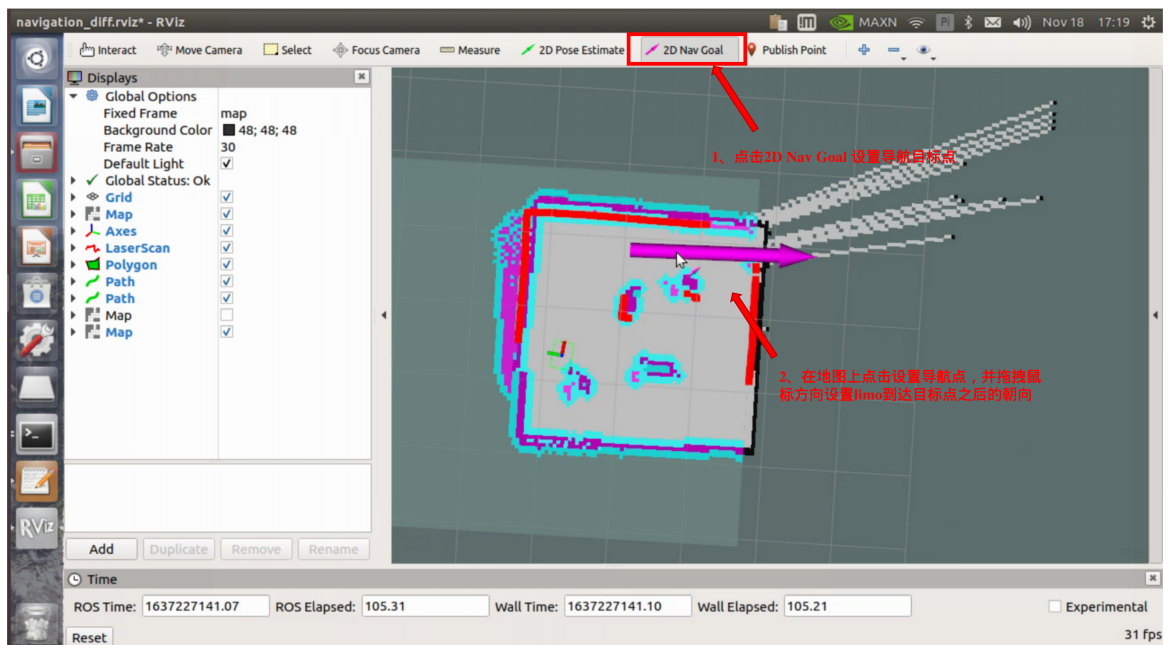 navigation_diff.rviz* - RViz
MAXN
Pi
Nov 18 17:19
Interact Move Camera Select Focus Camera Measure 2D Pose Estimate 2D Nav Goal Publish Point
Displays
Global Options
Fixed Frame map
Background Color 48; 48; 48
Frame Rate 30
Default Light
Global Status: Ok
Grid
Map
Axes
LaserScan
Polygon
Path
Path
Map
Map
1、点击2D Nav Goal 设置导航目标点
2、在地图上点击设置导航点，并拖拽鼠
标方向设置limo到达目标点之后的朝向
RViz
Add Duplicate Remove Rename
Time
ROS Time: 1637227141.07 ROS Elapsed: 105.31 Wall Time: 1637227141.10 Wall Elapsed: 105.21 Experimental
Reset 31 fps